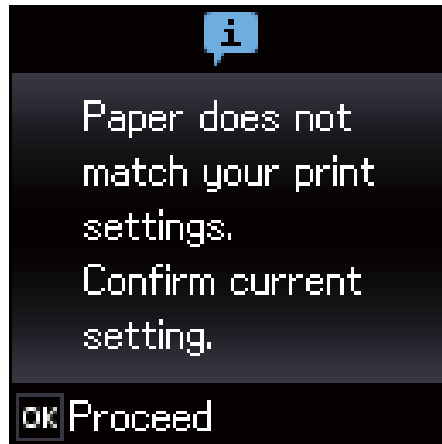 i
Paper does not
match your print
settings.
Confirm current
setting.
OK Proceed